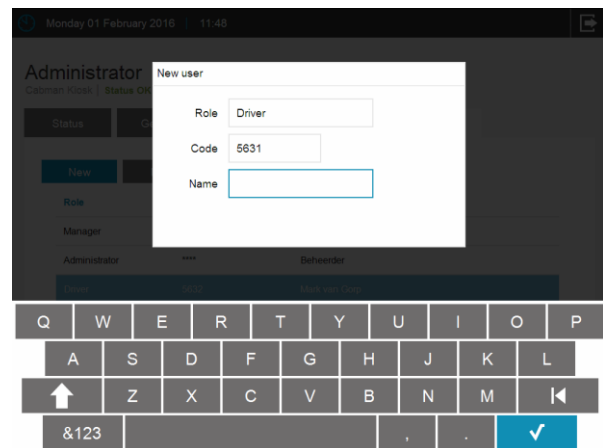 Monday 01 February 2016 11:48
Administrator
Cabman Kiosk | Status OK
New user
Role Driver
Code 5631
Name
Status
New
Role
Manager
Administrator **** Beheerder
Driver 5632 Mark van Gorp
Q W E R T Y U I O P
A S D F G H J K L
Z X C V B N M
&123 , .